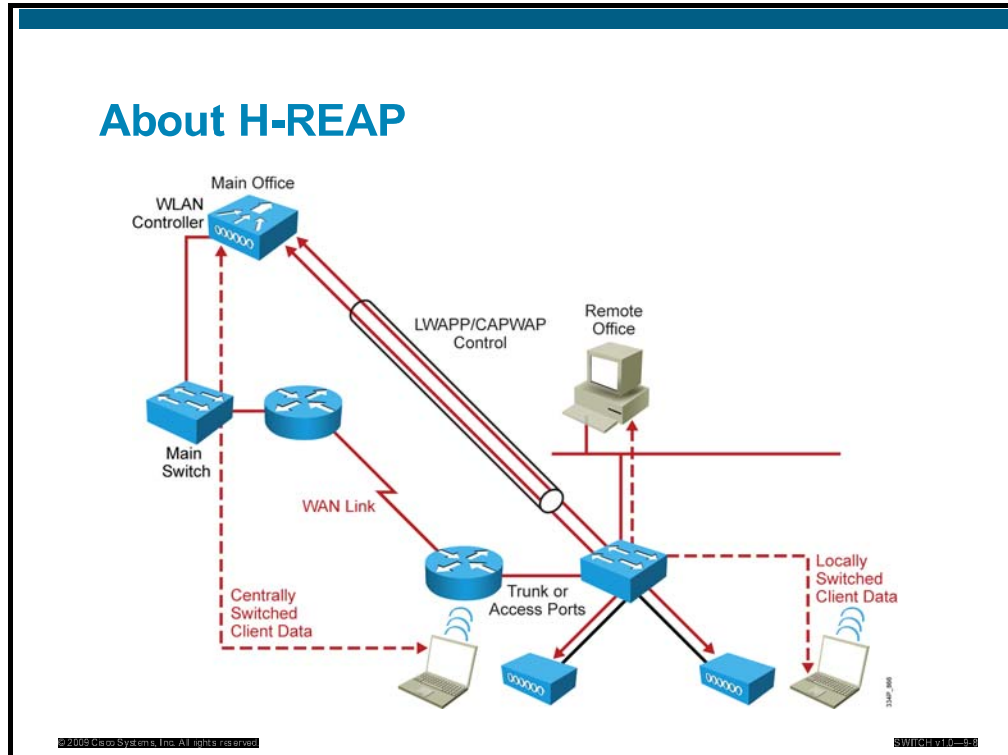 About H-REAP
Main Office
WLAN
Controller
LWAPP/CAPWAP
Control
Remote
Office
Main
Switch
WAN Link
Trunk or
Access Ports
Centrally
Switched
Client Data
Locally
Switched
Client Data
© 2009 Cisco Systems, Inc. All rights reserved.
SWITCH v1.0—9-8